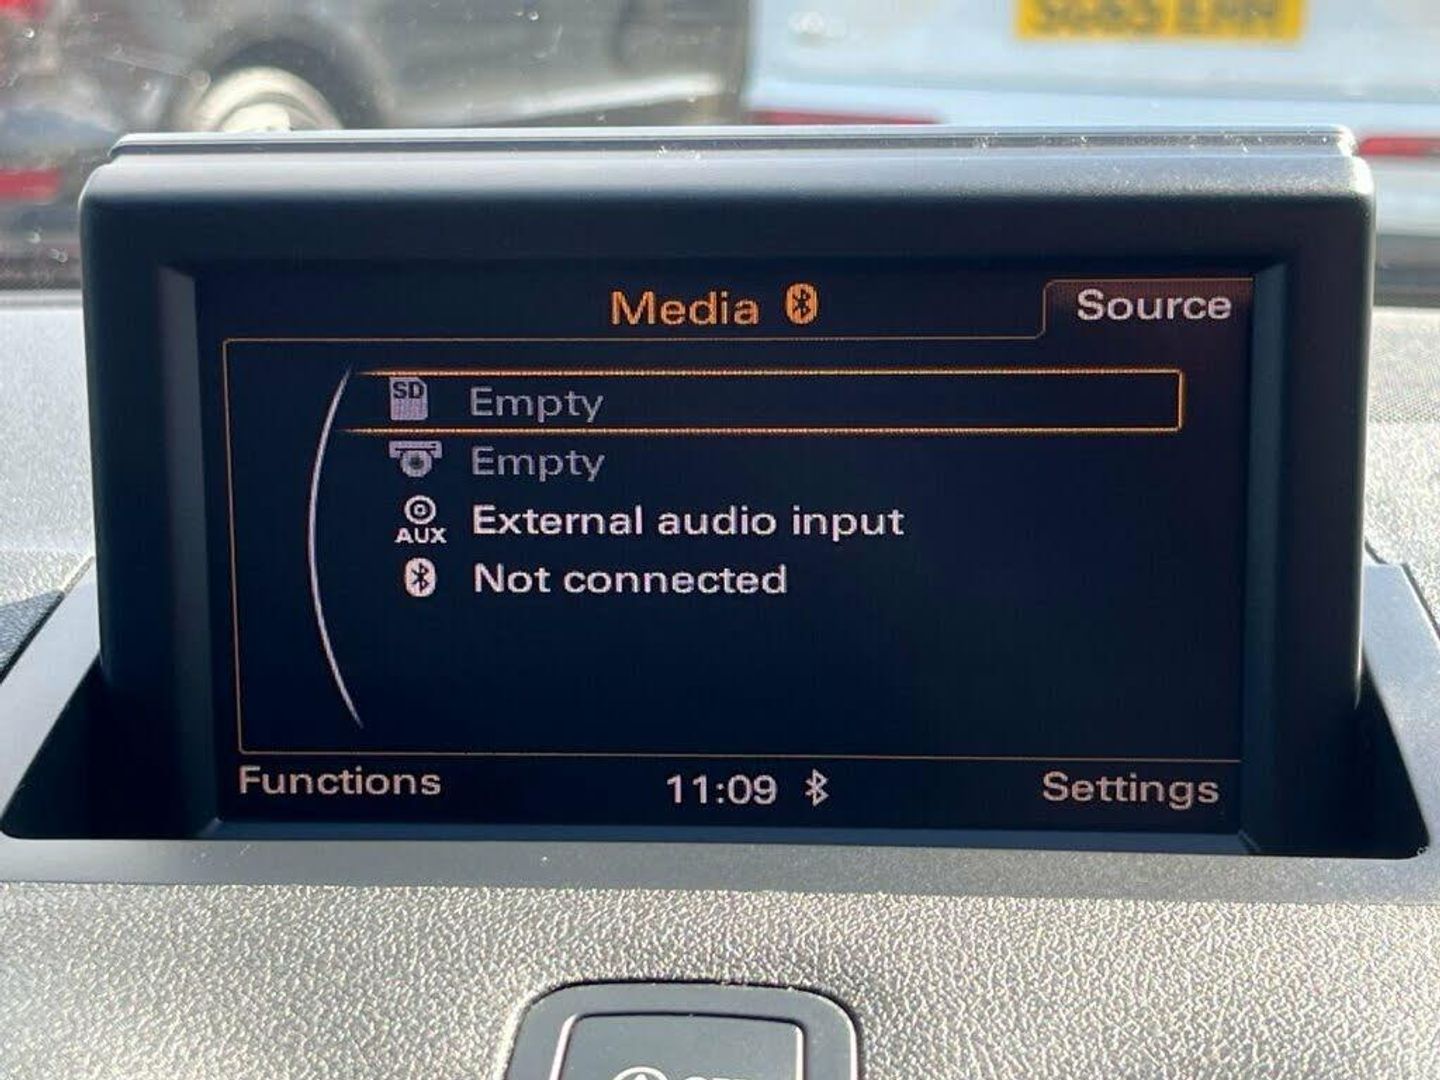 Media
Source
SD Empty
Empty
AUX External audio input
Not connected
Functions
11:09
Settings